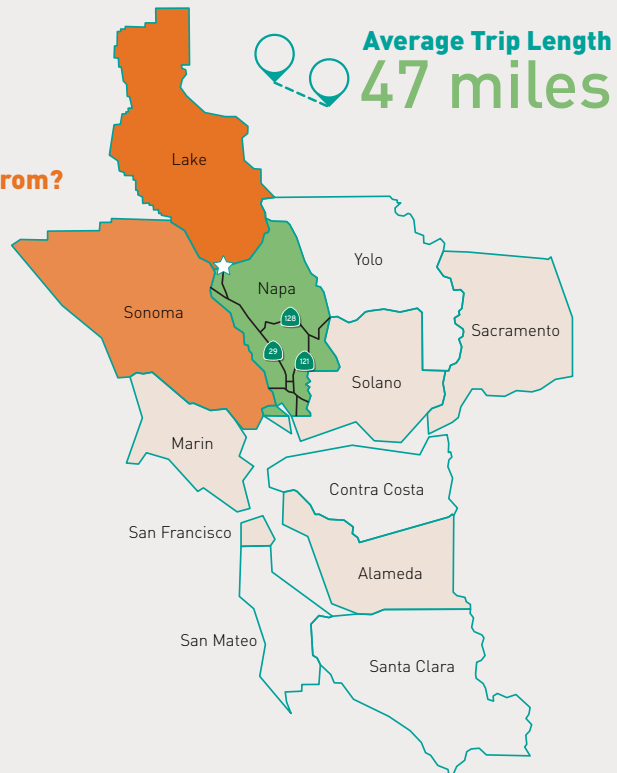 Average Trip Length
47 miles
rom?
Lake
Yolo
Napa
Sonoma
128
Sacramento
29
121
Solano
Marin
Contra Costa
San Francisco
Alameda
San Mateo
Santa Clara